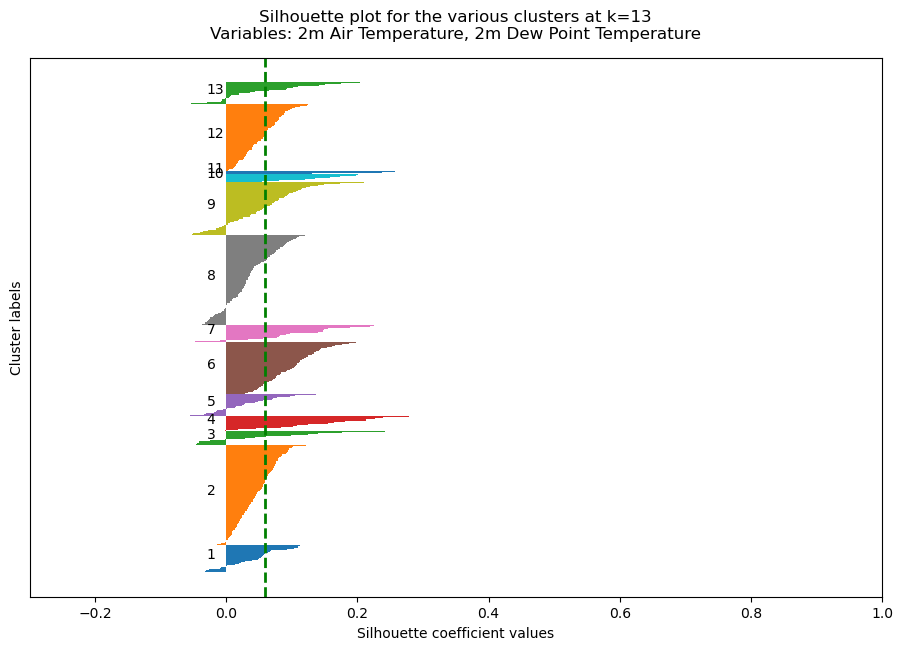 Silhouette plot for the various clusters at k=13
Variables: 2m Air Temperature, 2m Dew Point Temperature
Cluster labels
13
12
11
10
9
8
7
6
5
4
3
2
1
−0.2 0.0 0.2 0.4 0.6 0.8 1.0
Silhouette coefficient values